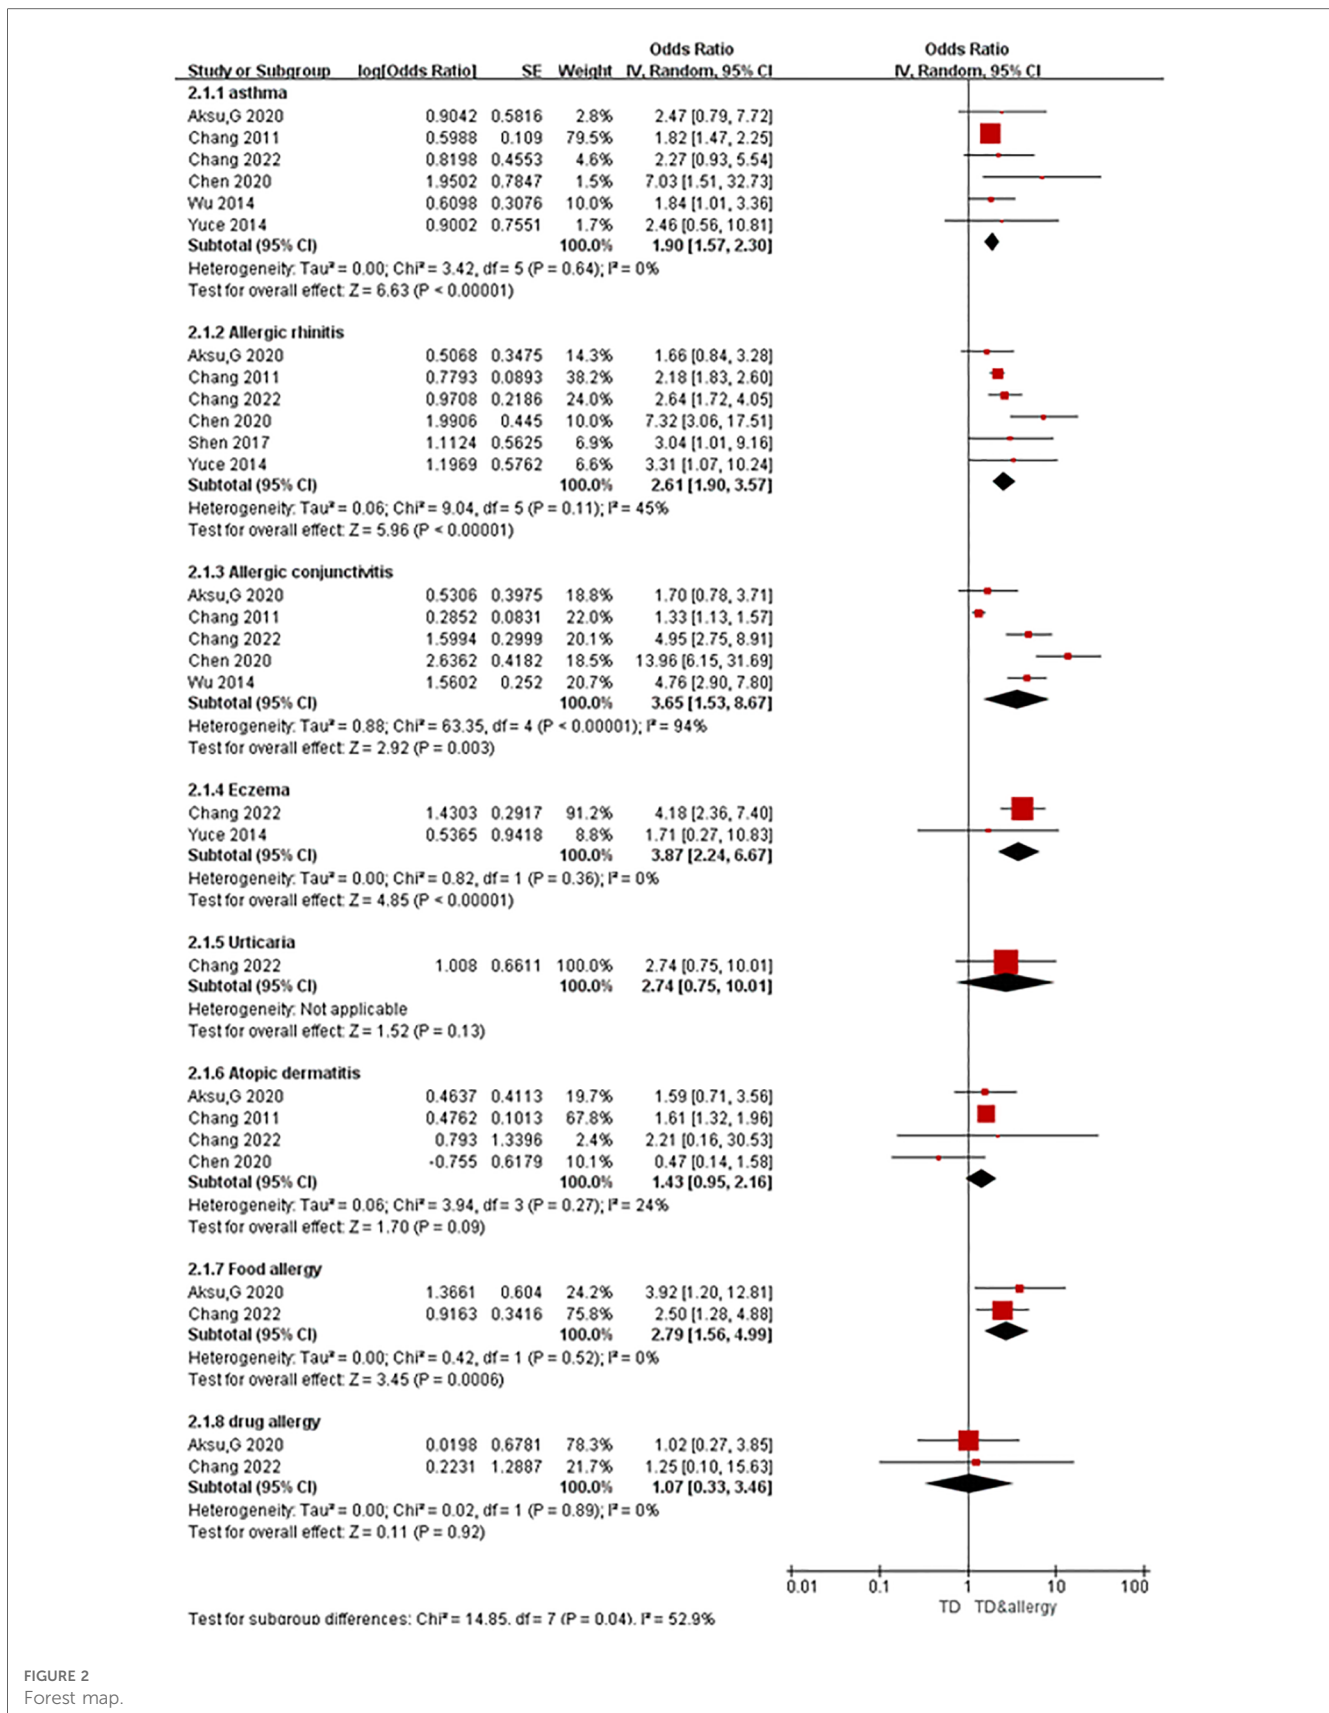 Odds Ratio Odds Ratio
Study or Subgroup log[Odds Ratio] SE Weight IV, Random, 95% CI IV, Random, 95% CI
2.1.1 asthma
Aksu,G 2020 0.9042 0.5816 2.8% 2.47 [0.79, 7.72]
Chang 2011 0.5988 0.109 79.5% 1.82 [1.47, 2.25]
Chang 2022 0.8198 0.4553 4.6% 2.27 [0.93, 5.54]
Chen 2020 1.9502 0.7847 1.5% 7.03 [1.51, 32.73]
Wu 2014 0.6098 0.3076 10.0% 1.84 [1.01, 3.36]
Yuce 2014 0.9002 0.7551 1.7% 2.46 [0.56, 10.81]
Subtotal (95% CI) 100.0% 1.90 [1.57, 2.30]
Heterogeneity: Tau² = 0.00; Chi² = 3.42, df = 5 (P = 0.64); I² = 0%
Test for overall effect: Z = 6.63 (P < 0.00001)
2.1.2 Allergic rhinitis
Aksu,G 2020 0.5068 0.3475 14.3% 1.66 [0.84, 3.28]
Chang 2011 0.7793 0.0893 38.2% 2.18 [1.83, 2.60]
Chang 2022 0.9708 0.2186 24.0% 2.64 [1.72, 4.05]
Chen 2020 1.9906 0.445 10.0% 7.32 [3.06, 17.51]
Shen 2017 1.1124 0.5625 6.9% 3.04 [1.01, 9.16]
Yuce 2014 1.1969 0.5762 6.6% 3.31 [1.07, 10.24]
Subtotal (95% CI) 100.0% 2.61 [1.90, 3.57]
Heterogeneity: Tau² = 0.06; Chi² = 9.04, df = 5 (P = 0.11); I² = 45%
Test for overall effect: Z = 5.96 (P < 0.00001)
2.1.3 Allergic conjunctivitis
Aksu,G 2020 0.5306 0.3975 18.8% 1.70 [0.78, 3.71]
Chang 2011 0.2852 0.0831 22.0% 1.33 [1.13, 1.57]
Chang 2022 1.5994 0.2999 20.1% 4.95 [2.75, 8.91]
Chen 2020 2.6362 0.4182 18.5% 13.96 [6.15, 31.69]
Wu 2014 1.5602 0.252 20.7% 4.76 [2.90, 7.80]
Subtotal (95% CI) 100.0% 3.65 [1.53, 8.67]
Heterogeneity: Tau² = 0.88; Chi² = 63.35, df = 4 (P < 0.00001); I² = 94%
Test for overall effect: Z = 2.92 (P = 0.003)
2.1.4 Eczema
Chang 2022 1.4303 0.2917 91.2% 4.18 [2.36, 7.40]
Yuce 2014 0.5365 0.9418 8.8% 1.71 [0.27, 10.83]
Subtotal (95% CI) 100.0% 3.87 [2.24, 6.67]
Heterogeneity: Tau² = 0.00; Chi² = 0.82, df = 1 (P = 0.36); I² = 0%
Test for overall effect: Z = 4.85 (P < 0.00001)
2.1.5 Urticaria
Chang 2022 1.008 0.6611 100.0% 2.74 [0.75, 10.01]
Subtotal (95% CI) 100.0% 2.74 [0.75, 10.01]
Heterogeneity: Not applicable
Test for overall effect: Z = 1.52 (P = 0.13)
2.1.6 Atopic dermatitis
Aksu,G 2020 0.4637 0.4113 19.7% 1.59 [0.71, 3.56]
Chang 2011 0.4762 0.1013 67.8% 1.61 [1.32, 1.96]
Chang 2022 0.793 1.3396 2.4% 2.21 [0.16, 30.53]
Chen 2020 -0.755 0.6179 10.1% 0.47 [0.14, 1.58]
Subtotal (95% CI) 100.0% 1.43 [0.95, 2.16]
Heterogeneity: Tau² = 0.06; Chi² = 3.94, df = 3 (P = 0.27); I² = 24%
Test for overall effect: Z = 1.70 (P = 0.09)
2.1.7 Food allergy
Aksu,G 2020 1.3661 0.604 24.2% 3.92 [1.20, 12.81]
Chang 2022 0.9163 0.3416 75.8% 2.50 [1.28, 4.88]
Subtotal (95% CI) 100.0% 2.79 [1.56, 4.99]
Heterogeneity: Tau² = 0.00; Chi² = 0.42, df = 1 (P = 0.52); I² = 0%
Test for overall effect: Z = 3.45 (P = 0.0006)
2.1.8 drug allergy
Aksu,G 2020 0.0198 0.6781 78.3% 1.02 [0.27, 3.85]
Chang 2022 0.2231 1.2887 21.7% 1.25 [0.10, 15.63]
Subtotal (95% CI) 100.0% 1.07 [0.33, 3.46]
Heterogeneity: Tau² = 0.00; Chi² = 0.02, df = 1 (P = 0.89); I² = 0%
Test for overall effect: Z = 0.11 (P = 0.92)
0.01 0.1 1 10 100
TD TD&allergy
Test for subgroup differences: Chi² = 14.85. df = 7 (P = 0.04). I² = 52.9%
FIGURE 2
Forest map.